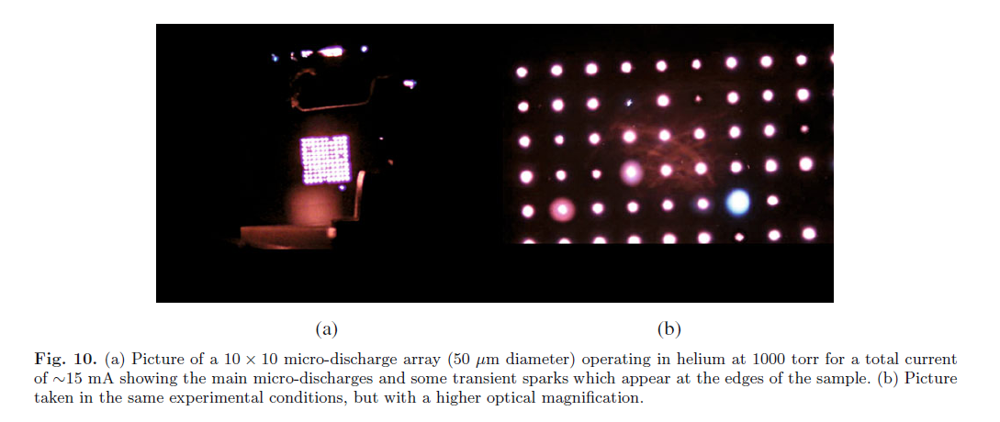 (a)
(b)
Fig. 10. (a) Picture of a 10 × 10 micro-discharge array (50 μm diameter) operating in helium at 1000 torr for a total current
of ∼15 mA showing the main micro-discharges and some transient sparks which appear at the edges of the sample. (b) Picture
taken in the same experimental conditions, but with a higher optical magnification.